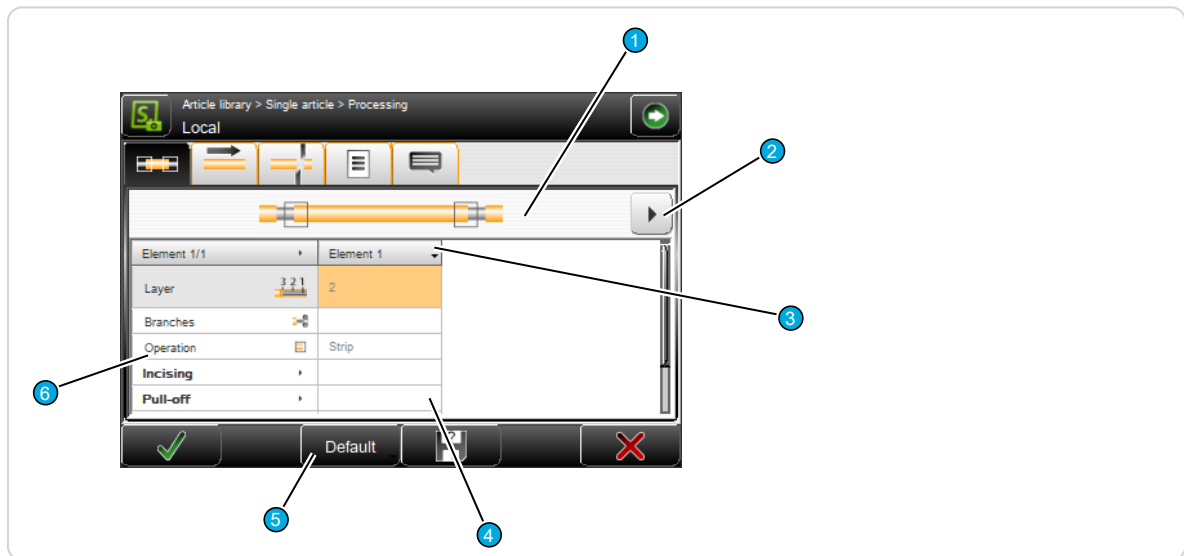 1
Article library > Single article > Processing
Local
2
Element 1/1 Element 1
Layer 3 2 1 2
3
Branches
Operation Strip
6
Incising
Pull-off
Default ?
5
4